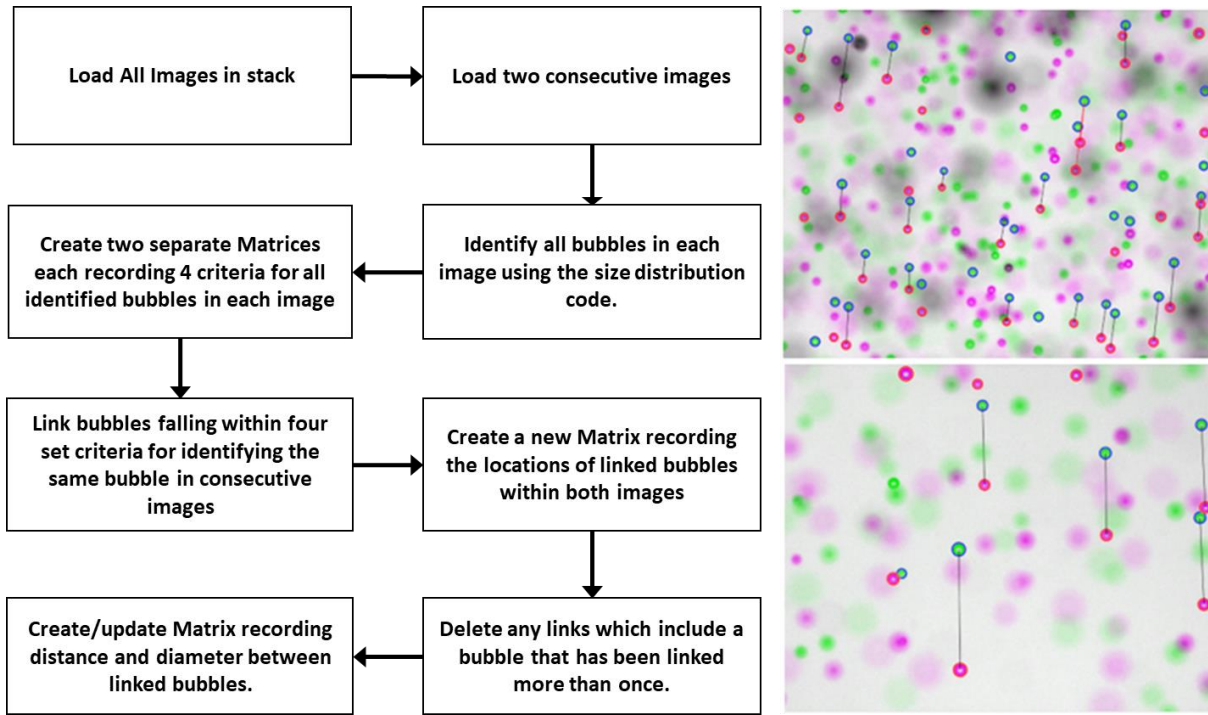 Load All Images in stack
Load two consecutive images
Identify all bubbles in each
image using the size distribution
code.
Create two separate Matrices
each recording 4 criteria for all
identified bubbles in each image
Link bubbles falling within four
set criteria for identifying the
same bubble in consecutive
images
Create a new Matrix recording
the locations of linked bubbles
within both images
Delete any links which include a
bubble that has been linked
more than once.
Create/update Matrix recording
distance and diameter between
linked bubbles.